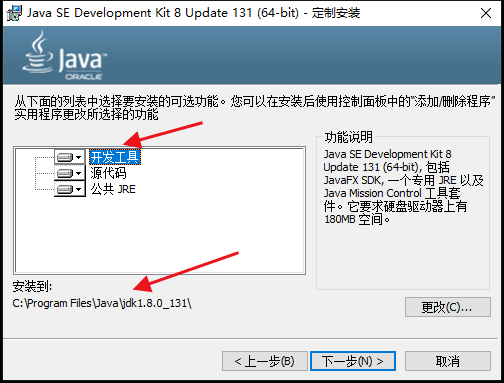 Java SE Development Kit 8 Update 131 (64-bit) - 定制安装
Java
ORACLE
从下面的列表中选择要安装的可选功能。您可以在安装后使用控制面板中的“添加/删除程序”
实用程序更改所选择的功能
开发工具
源代码
公共 JRE
功能说明
Java SE Development Kit 8
Update 131 (64-bit), 包括
JavaFX SDK, 一个专用 JRE 以及
Java Mission Control 工具套
件。它要求硬盘驱动器上有
180MB 空间。
安装到:
C:\Program Files\Java\jdk1.8.0_131\
更改(C)...
< 上一步(B)
下一步(N) >
取消